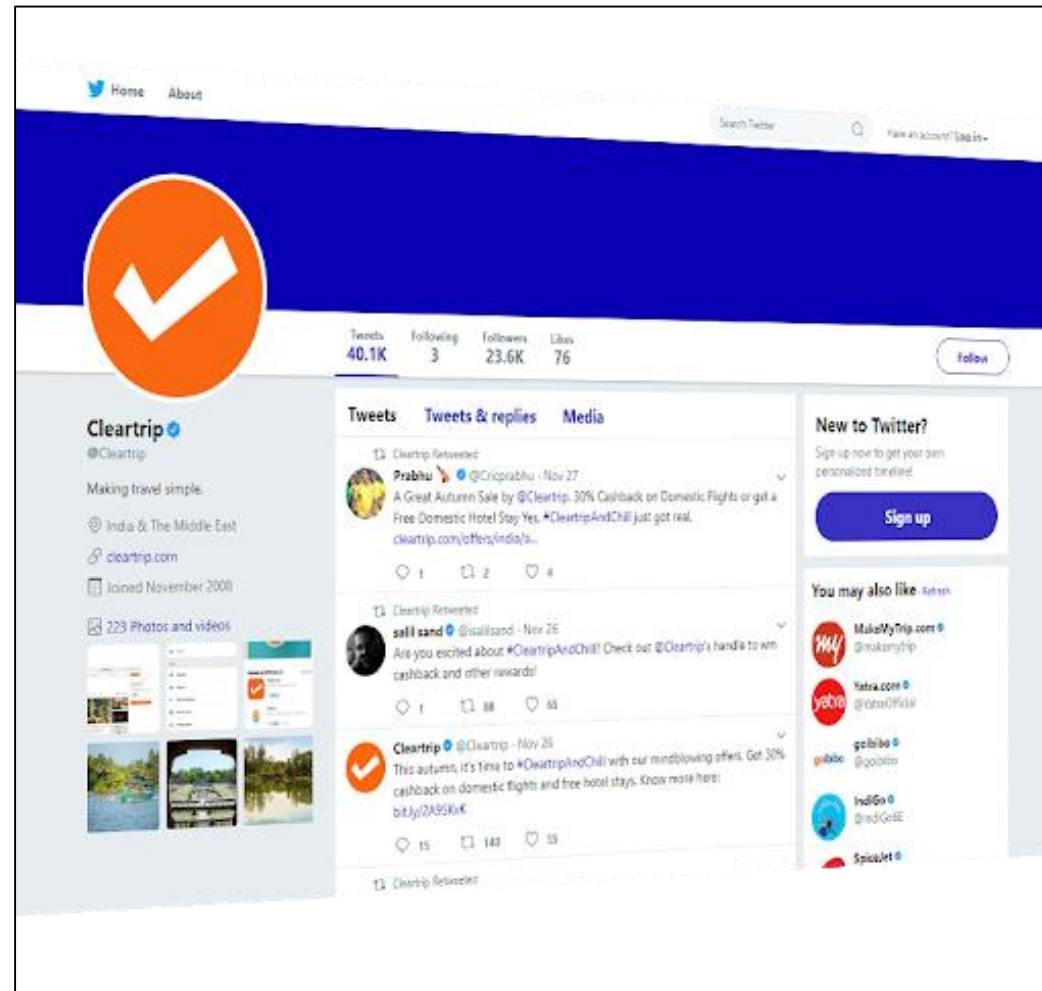 Home About
Search Twitter
Have an account? Log in
Tweets Following Followers Likes
40.1K 3 23.6K 76
Follow
Cleartrip
@Cleartrip
Making travel simple.
India & The Middle East
cleartrip.com
Joined November 2008
223 Photos and videos
Tweets Tweets & replies Media
Cleartrip Retweeted
Prabhu @Cricprabhu · Nov 27
A Great Autumn Sale by @Cleartrip. 30% Cashback on Domestic Flights or get a
Free Domestic Hotel Stay Yes, #CleartripAndChill just got real.
cleartrip.com/offers/india/a...
1 2 4
Cleartrip Retweeted
salil sand @isalilsand · Nov 26
Are you excited about #CleartripAndChill! Check out @Cleartrip's handle to win
cashback and other rewards!
1 88 65
Cleartrip @Cleartrip · Nov 26
This autumn, it's time to #CleartripAndChill with our mindblowing offers. Get 30%
cashback on domestic flights and free hotel stays. Know more here:
15 140 55
Cleartrip Retweeted
New to Twitter?
Sign up now to get your own
personalized timeline!
Sign up
You may also like · Refresh
my
MakeMyTrip.com
@makemytrip
yatra
Yatra.com
@YatraOfficial
goibibo
goibibo
@goibibo
IndiGo
@IndiGo6E
SpiceJet